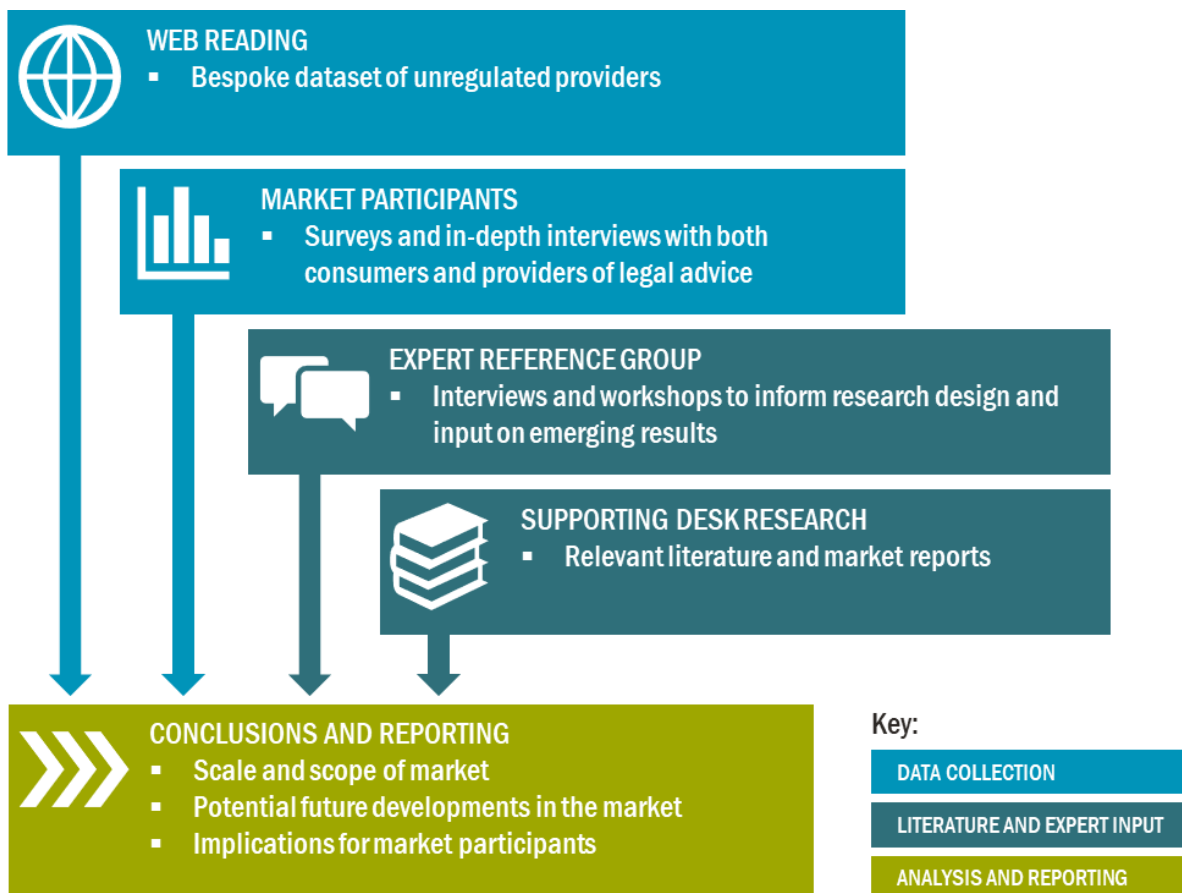 WEB READING
▪ Bespoke dataset of unregulated providers
MARKET PARTICIPANTS
▪ Surveys and in-depth interviews with both
consumers and providers of legal advice
EXPERT REFERENCE GROUP
▪ Interviews and workshops to inform research design and
input on emerging results
SUPPORTING DESK RESEARCH
▪ Relevant literature and market reports
CONCLUSIONS AND REPORTING
▪ Scale and scope of market
▪ Potential future developments in the market
▪ Implications for market participants
Key:
DATA COLLECTION
LITERATURE AND EXPERT INPUT
ANALYSIS AND REPORTING